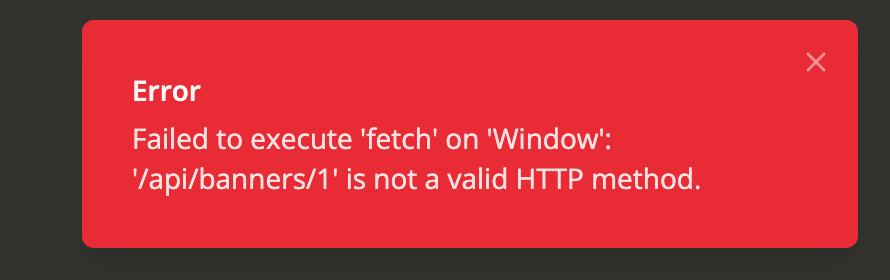 Error
Failed to execute 'fetch' on 'Window':
'/api/banners/1' is not a valid HTTP method.